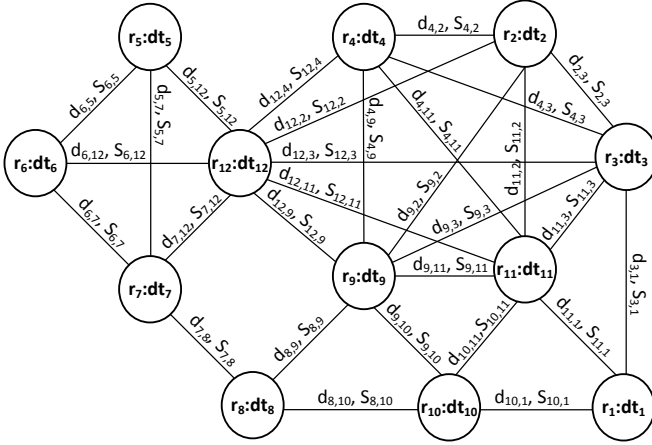 r5:dt5
r4:dt4
d4,2, S4,2
r2:dt2
d6,5, S6,5
d5,7, S5,7
d5,12, S5,12
d12,4, S12,4
d12,2, S12,2
d4,9, S4,9
d4,11, S4,11
d4,3, S4,3
d2,3, S2,3
r6:dt6
d6,12, S6,12
r12:dt12
d12,3, S12,3
d11,2, S11,2
r3:dt3
d6,7, S6,7
d7,12, S7,12
d12,9, S12,9
d12,11, S12,11
d9,2, S9,2
d9,3, S9,3
d11,3, S11,3
d3,1, S3,1
r7:dt7
r9:dt9
d9,11, S9,11
r11:dt11
d7,8, S7,8
d8,9, S8,9
d9,10, S9,10
d10,11, S10,11
d11,1, S11,1
r8:dt8
d8,10, S8,10
r10:dt10
d10,1, S10,1
r1:dt1